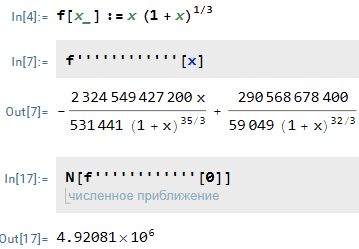 In[4]:= f[x_] := x (1 + x)^1/3
In[7]:= f''''''''''''[x]
Out[7]= - 2 324 549 427 200 x / 531 441 (1 + x)^35/3 + 290 568 678 400 / 59 049 (1 + x)^32/3
In[17]:= N[f''''''''''''[0]]
численное приближение
Out[17]= 4.92081×10^6